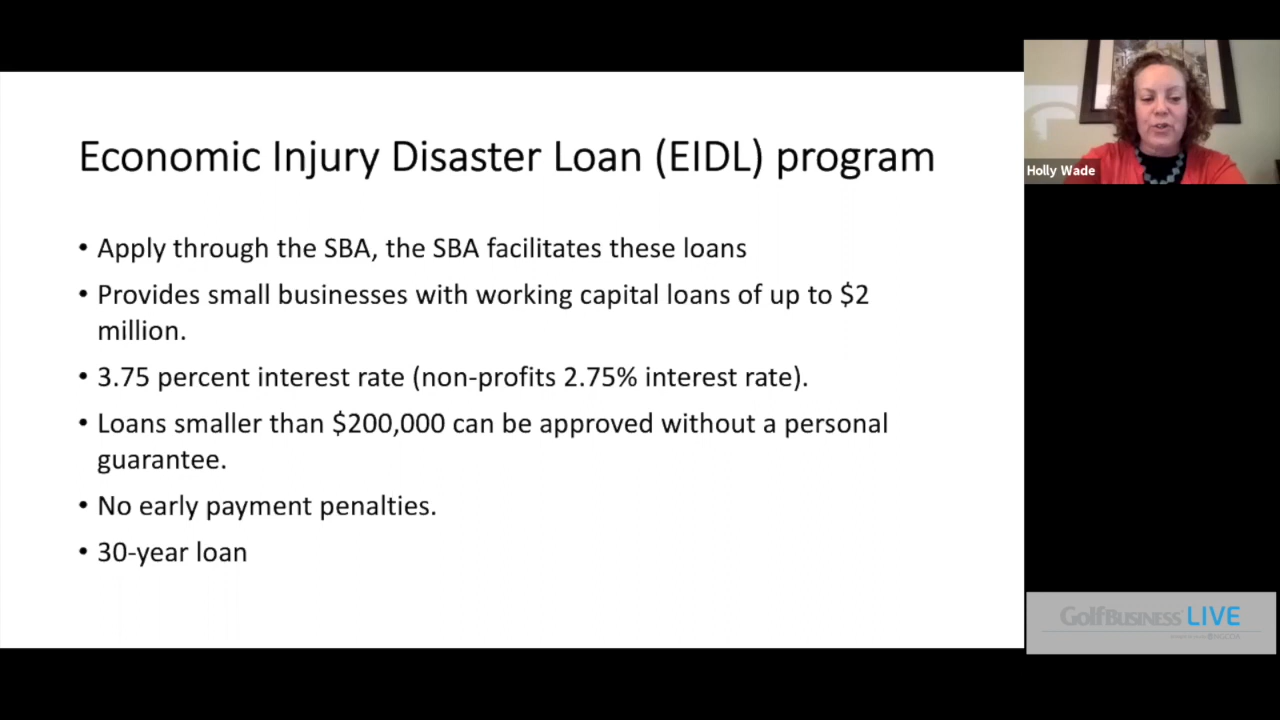 Economic Injury Disaster Loan (EIDL) program
• Apply through the SBA, the SBA facilitates these loans
• Provides small businesses with working capital loans of up to $2
million.
• 3.75 percent interest rate (non-profits 2.75% interest rate).
• Loans smaller than $200,000 can be approved without a personal
guarantee.
• No early payment penalties.
• 30-year loan
Holly Wade
GolfBusiness LIVE
NGCOA